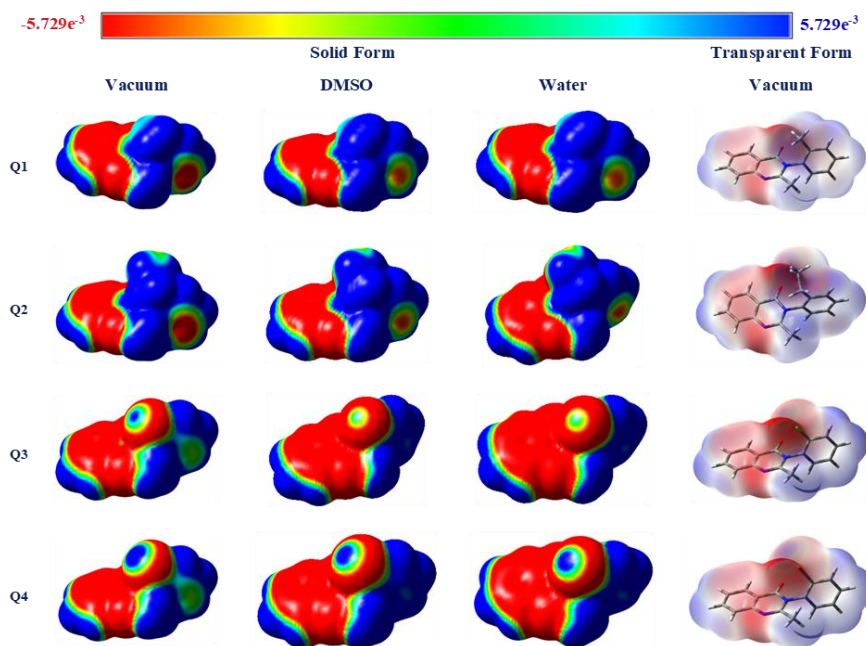 -5.729e⁻³ 5.729e⁻³
Solid Form Transparent Form
Vacuum DMSO Water Vacuum
Q1
Q2
Q3
Q4